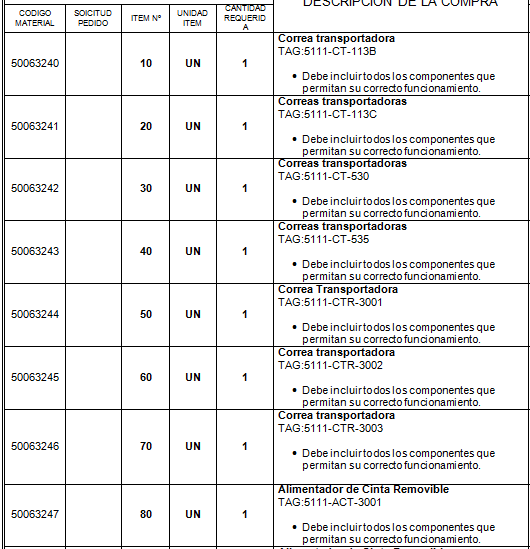 DESCRIPCION DE LA COMPRA
CODIGO MATERIAL
SOICITUD PEDIDO
ITEM Nº
UNIDAD ITEM
CANTIDAD REQUERIDA
50063240 10 UN 1
Correa transportadora
TAG:5111-CT-113B
• Debe incluir todos los componentes que
permitan su correcto funcionamiento.
50063241 20 UN 1
Correas transportadoras
TAG:5111-CT-113C
• Debe incluir todos los componentes que
permitan su correcto funcionamiento.
50063242 30 UN 1
Correas transportadoras
TAG:5111-CT-530
• Debe incluir todos los componentes que
permitan su correcto funcionamiento.
50063243 40 UN 1
Correas transportadoras
TAG:5111-CT-535
• Debe incluir todos los componentes que
permitan su correcto funcionamiento.
50063244 50 UN 1
Correa Transportadora
TAG:5111-CTR-3001
• Debe incluir todos los componentes que
permitan su correcto funcionamiento.
50063245 60 UN 1
Correa transportadora
TAG:5111-CTR-3002
• Debe incluir todos los componentes que
permitan su correcto funcionamiento.
50063246 70 UN 1
Correa transportadora
TAG:5111-CTR-3003
• Debe incluir todos los componentes que
permitan su correcto funcionamiento.
50063247 80 UN 1
Alimentador de Cinta Removible
TAG:5111-ACT-3001
• Debe incluir todos los componentes que
permitan su correcto funcionamiento.